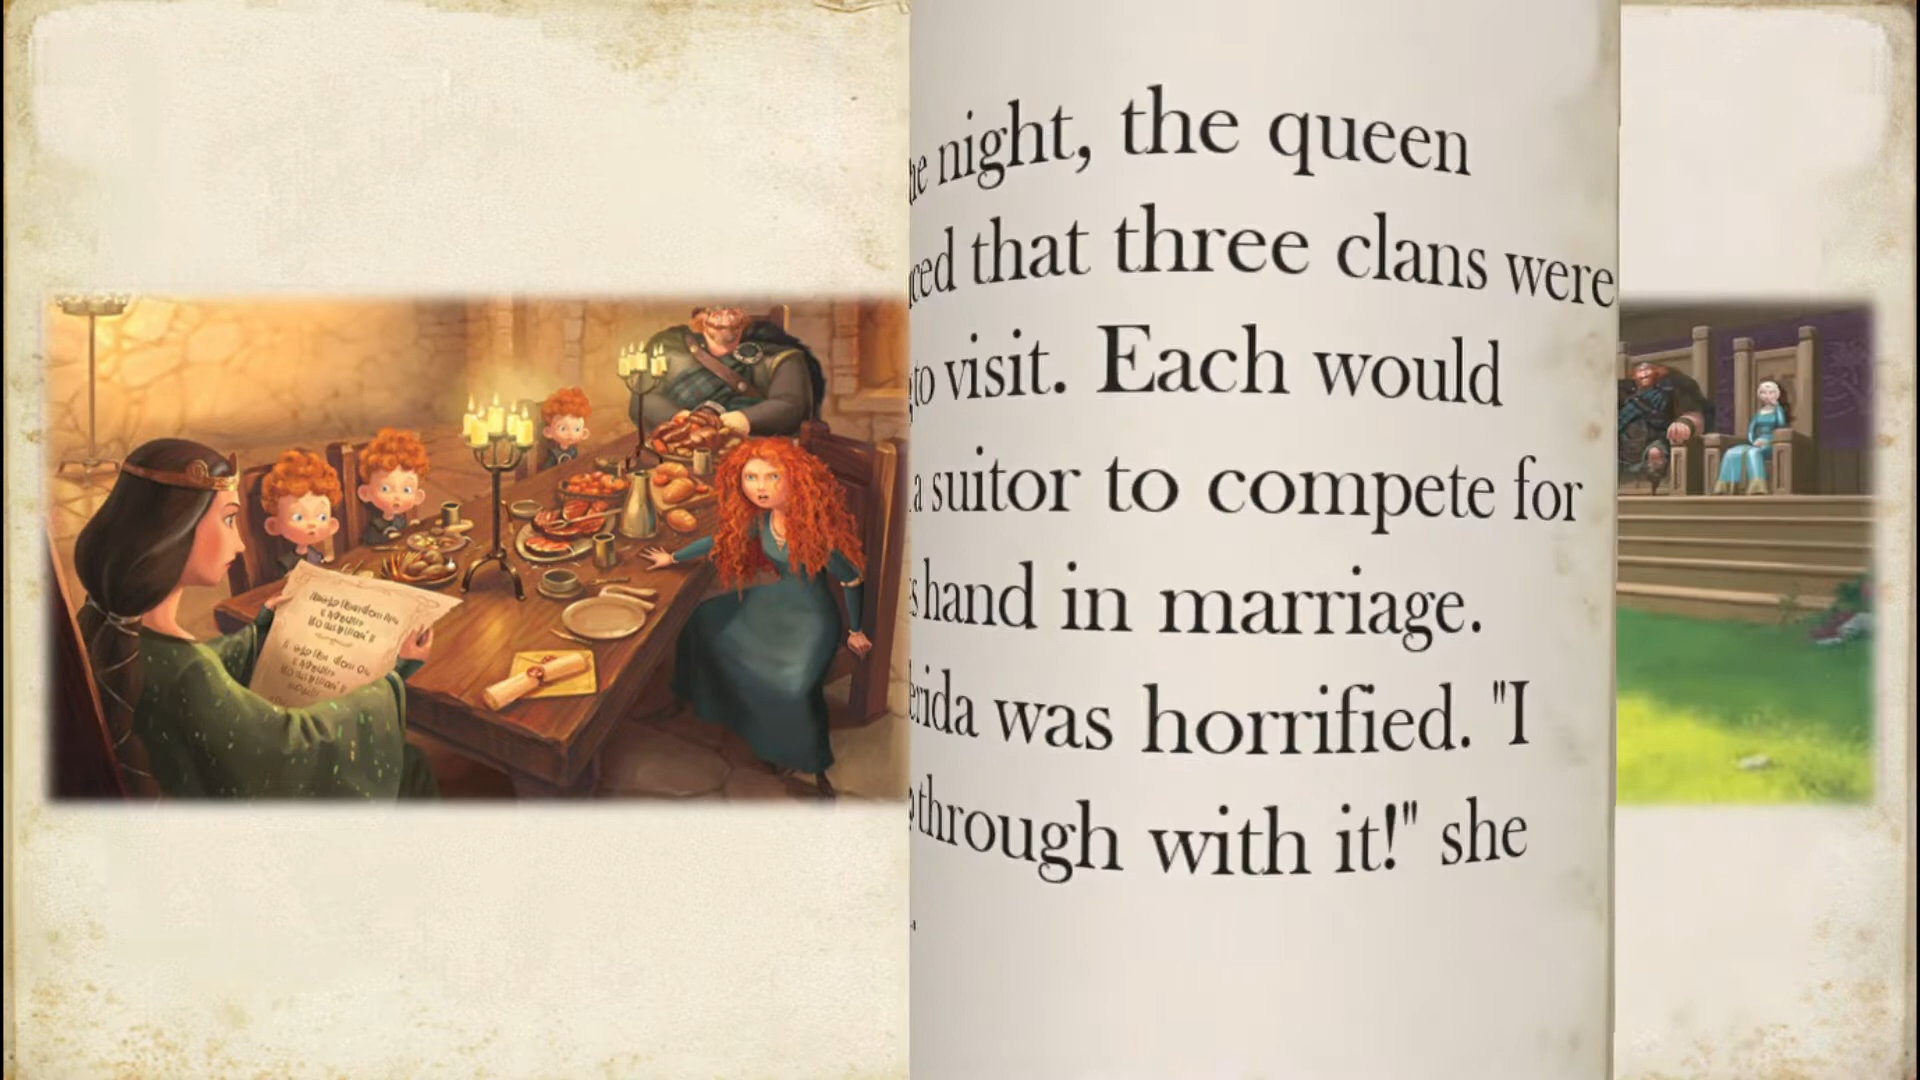 night, the queen
that three clans were
to visit. Each would
a suitor to compete for
hand in marriage.
was horrified. "I
through with it!" she